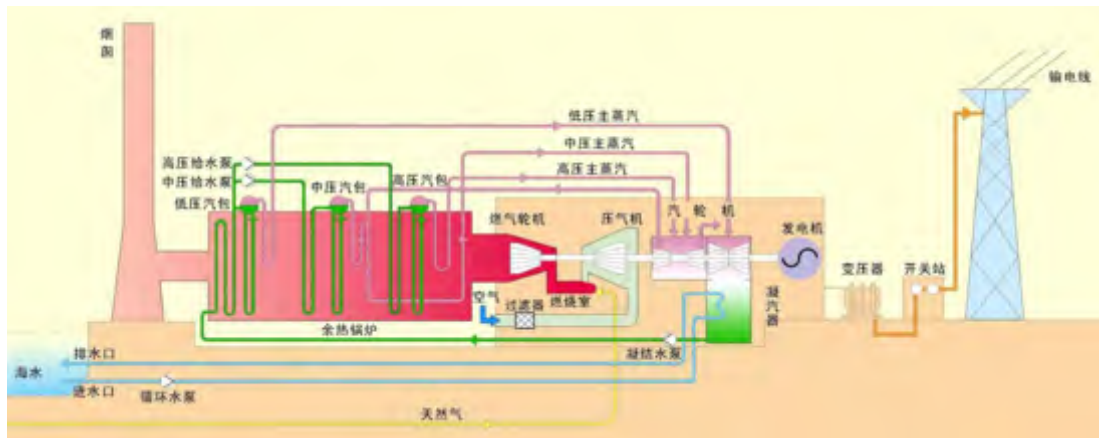 烟囱
输电线
低压主蒸汽
中压主蒸汽
高压主蒸汽
高压给水泵
中压给水泵
低压汽包
中压汽包
高压汽包
燃气轮机
压气机
汽轮机
发电机
变压器
开关站
空气
过滤器
燃烧室
凝汽器
余热锅炉
凝结水泵
排水口
海水
进水口
循环水泵
天然气